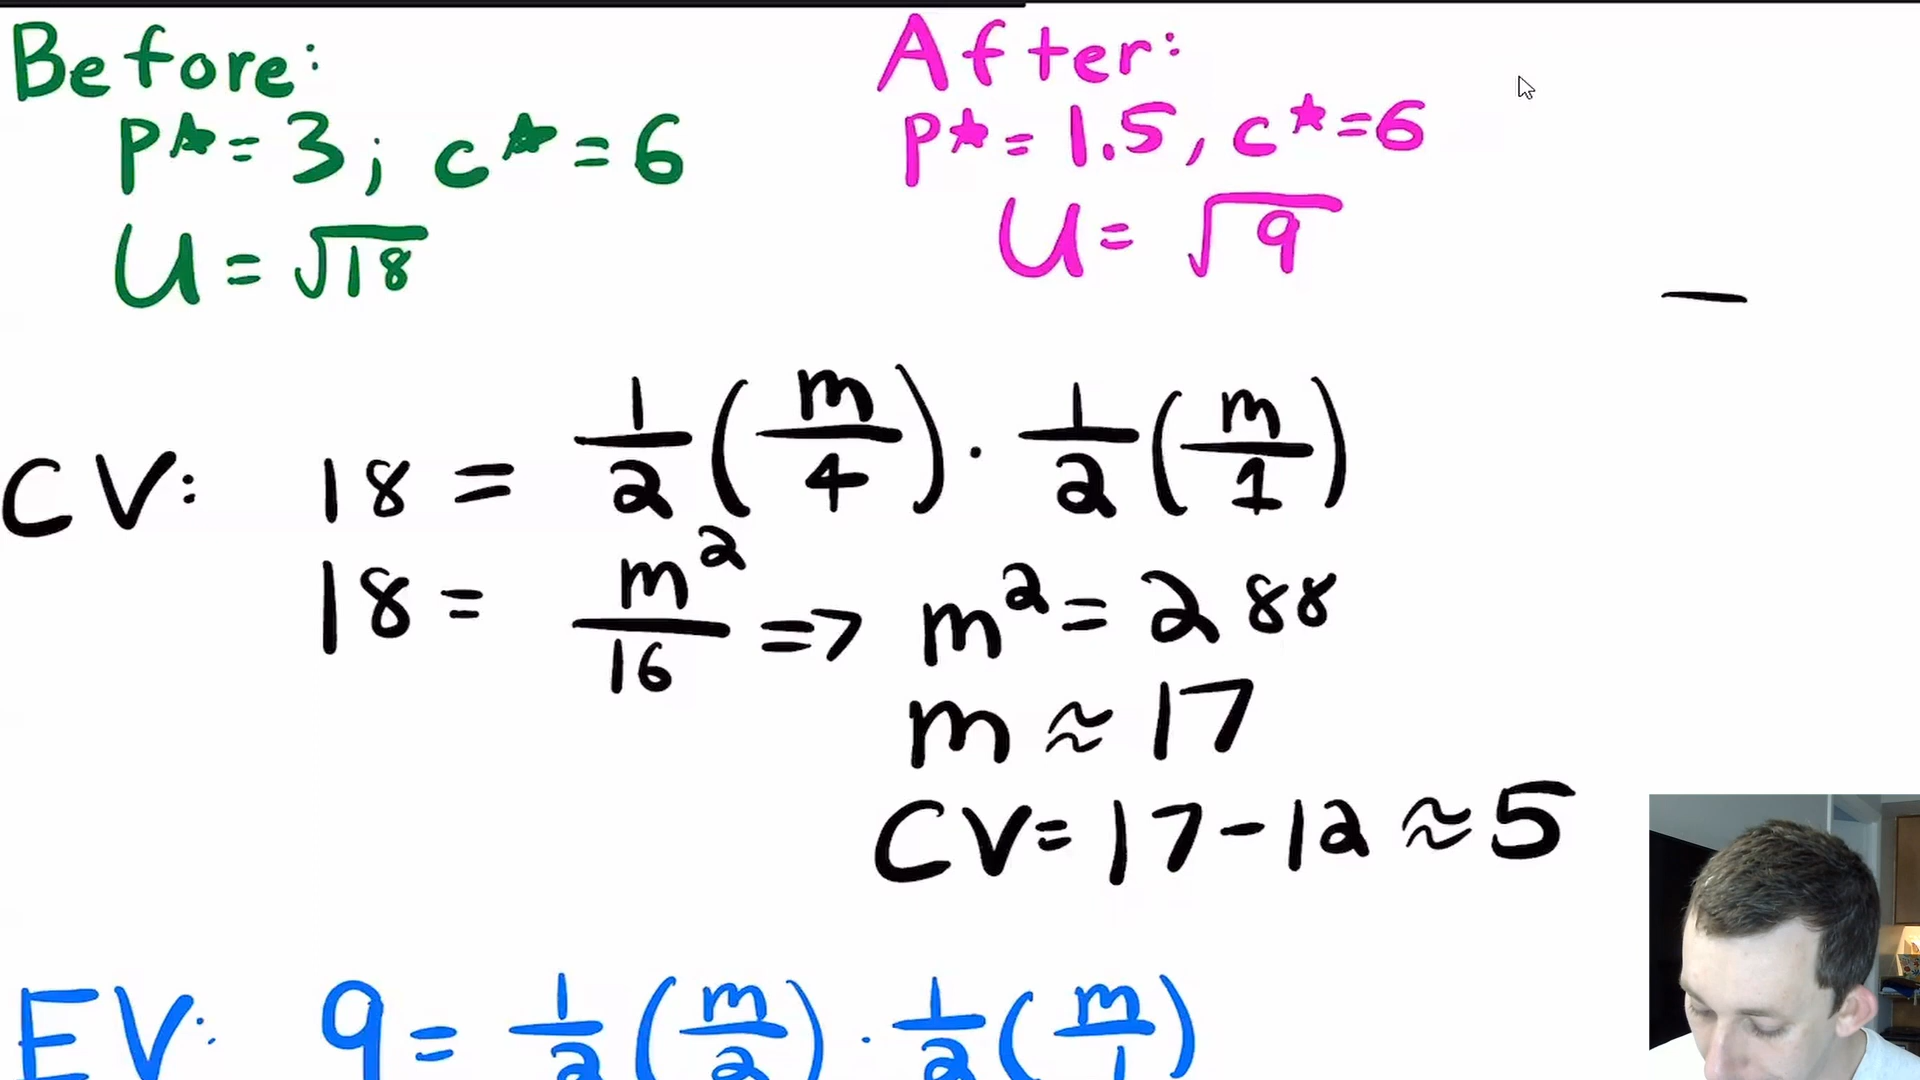 Before:
p★ = 3; c★ = 6
U = √18
After:
p★ = 1.5, c★ = 6
U = √9
CV: 18 = 1/2 (m/4) · 1/2 (m/1)
18 = m²/16 => m² = 288
m ≈ 17
CV = 17 - 12 ≈ 5
EV: 9 = 1/2 (m/2) · 1/2 (m/1)